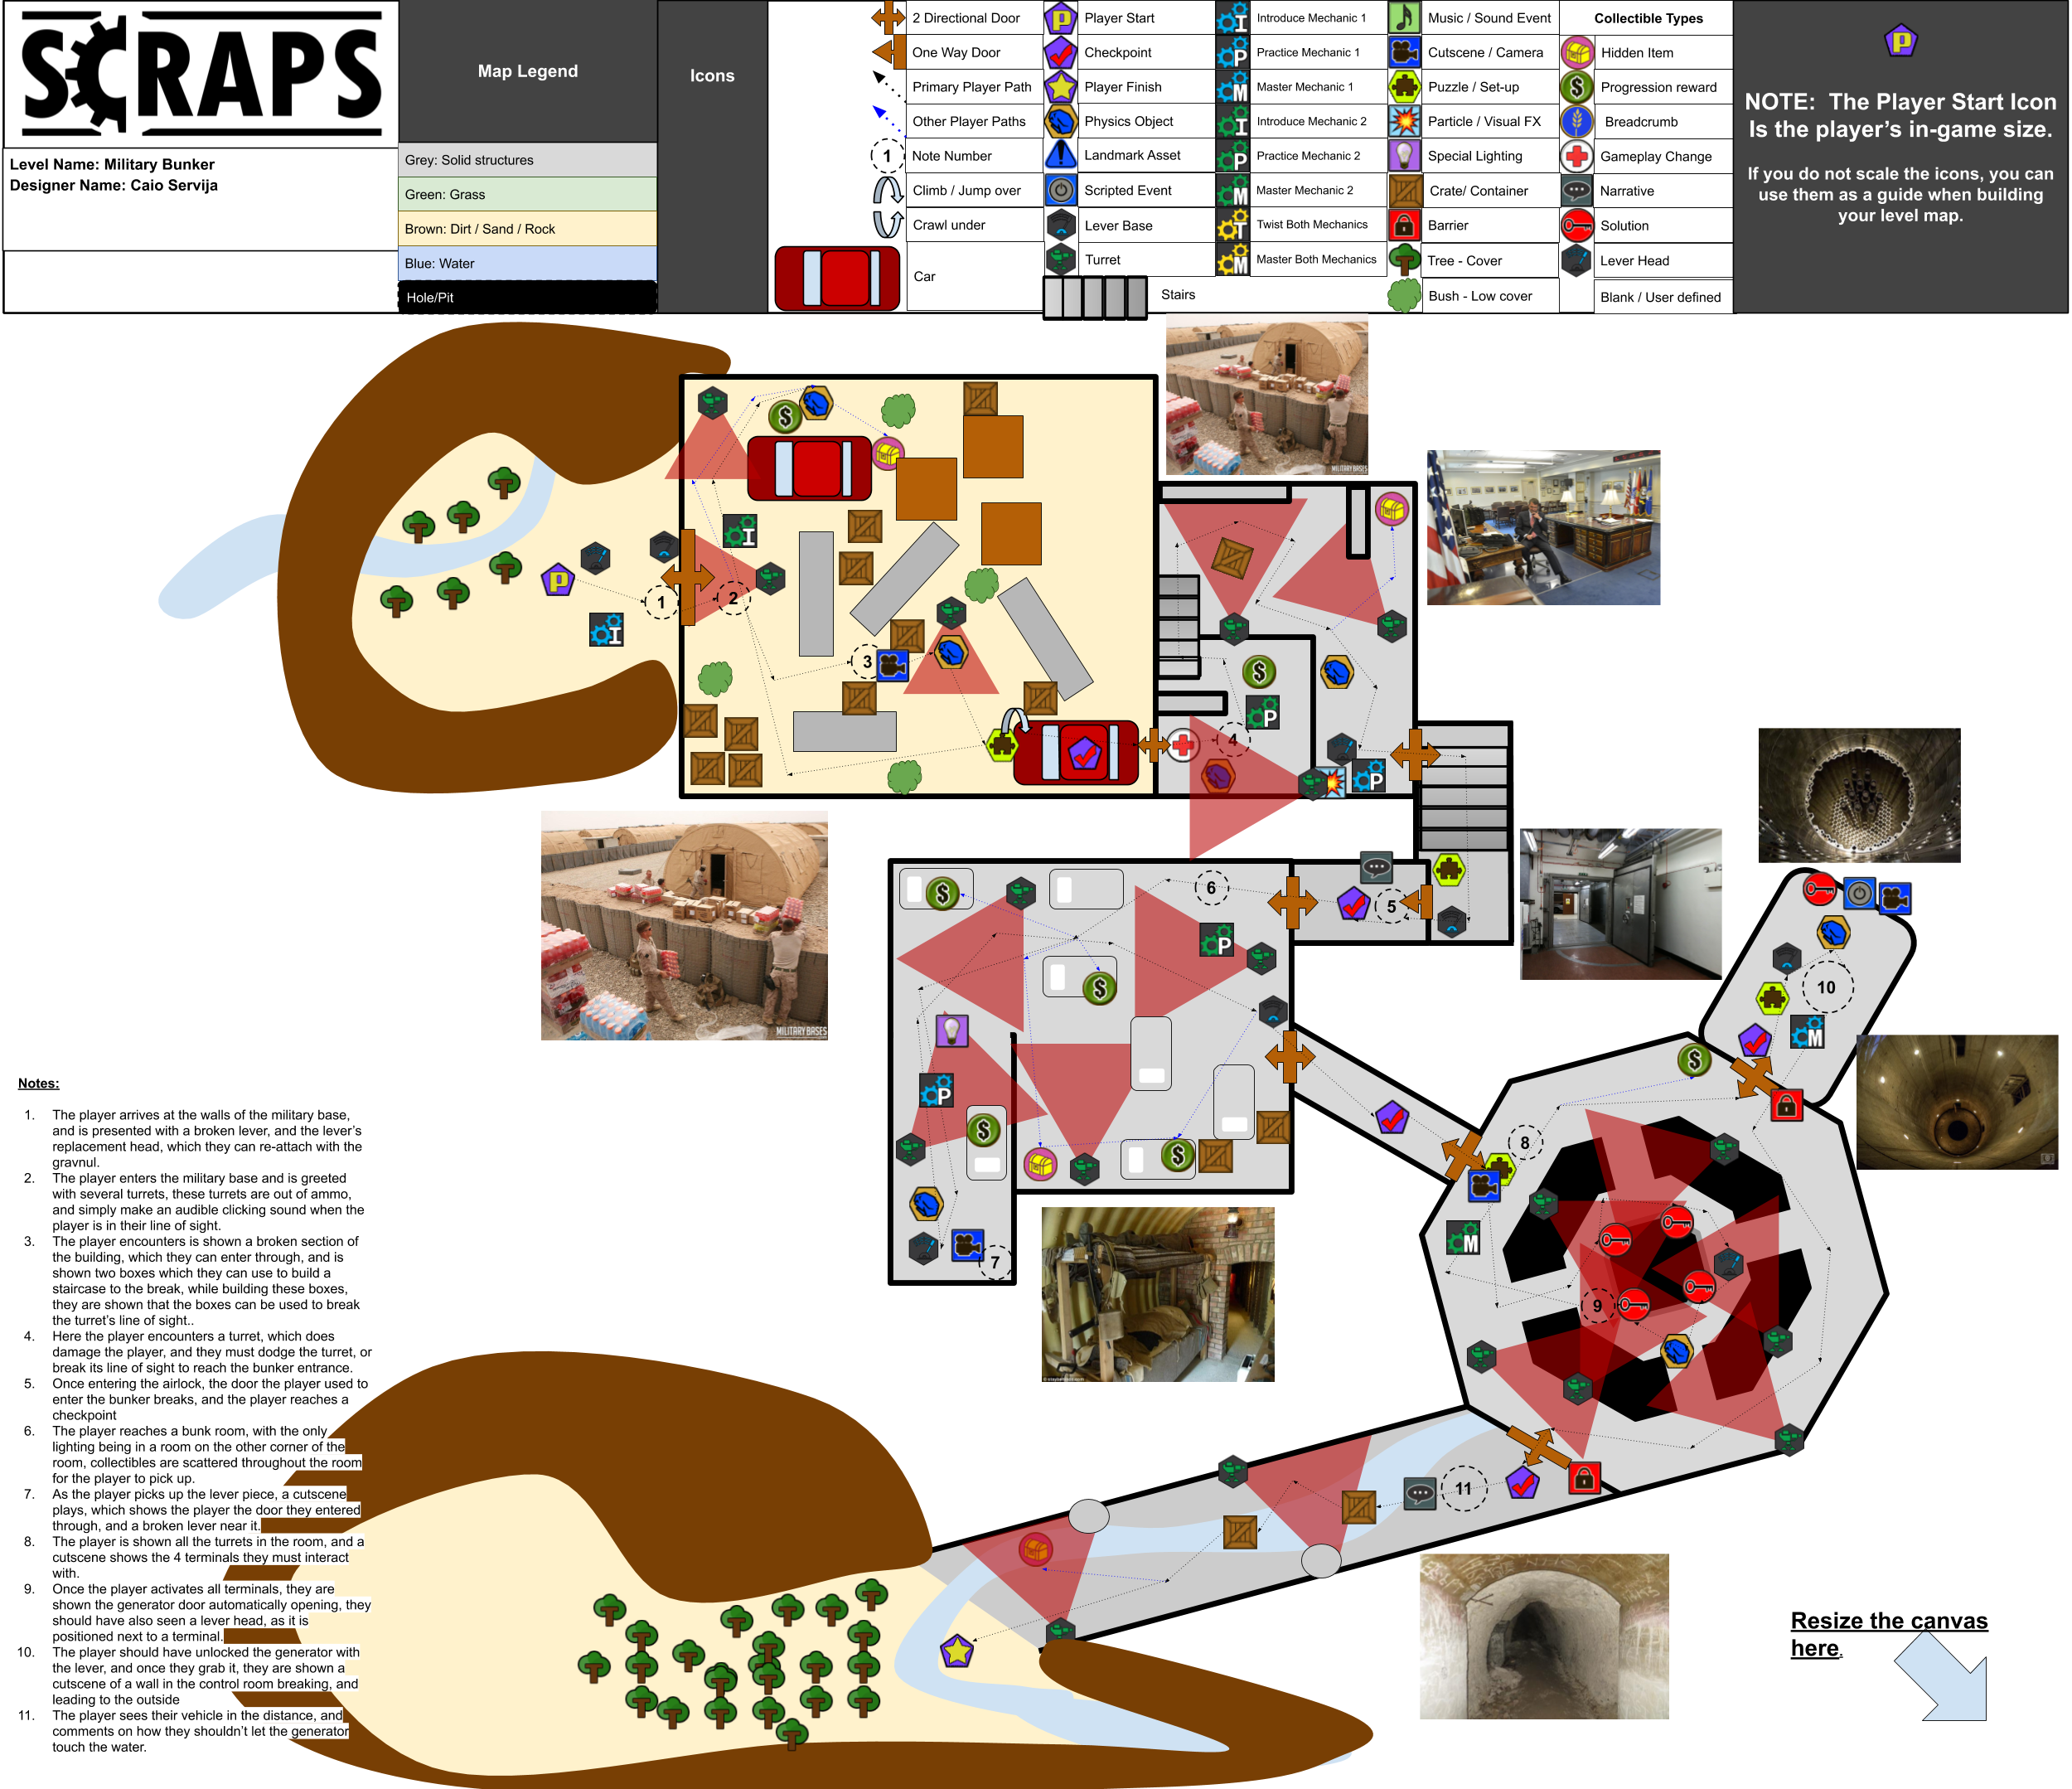 SCRAPS
Level Name: Military Bunker
Designer Name: Caio Servija
Map Legend
Grey: Solid structures
Green: Grass
Brown: Dirt / Sand / Rock
Blue: Water
Hole/Pit
Icons
2 Directional Door
One Way Door
Primary Player Path
Other Player Paths
1
Note Number
Climb / Jump over
Crawl under
Car
P
Player Start
Checkpoint
Player Finish
Physics Object
Landmark Asset
Scripted Event
Lever Base
Turret
Stairs
I
Introduce Mechanic 1
P
Practice Mechanic 1
M
Master Mechanic 1
I
Introduce Mechanic 2
P
Practice Mechanic 2
M
Master Mechanic 2
T
Twist Both Mechanics
M
Master Both Mechanics
Music / Sound Event
Cutscene / Camera
Puzzle / Set-up
Particle / Visual FX
Special Lighting
Crate/ Container
Barrier
Tree - Cover
Bush - Low cover
Collectible Types
Hidden Item
$
Progression reward
Breadcrumb
Gameplay Change
Narrative
Solution
Lever Head
Blank / User defined
P
NOTE: The Player Start Icon
Is the player's in-game size.
If you do not scale the icons, you can
use them as a guide when building
your level map.
MILITARY BASES
$
I
P
1
2
I
3
$
P
4
P
MILITARY BASES
$
6
5
P
$
10
P
M
$
$
$
8
M
7
9
11
Notes:
1. The player arrives at the walls of the military base,
and is presented with a broken lever, and the lever's
replacement head, which they can re-attach with the
gravnul.
2. The player enters the military base and is greeted
with several turrets, these turrets are out of ammo,
and simply make an audible clicking sound when the
player is in their line of sight.
3. The player encounters is shown a broken section of
the building, which they can enter through, and is
shown two boxes which they can use to build a
staircase to the break, while building these boxes,
they are shown that the boxes can be used to break
the turret's line of sight..
4. Here the player encounters a turret, which does
damage the player, and they must dodge the turret, or
break its line of sight to reach the bunker entrance.
5. Once entering the airlock, the door the player used to
enter the bunker breaks, and the player reaches a
checkpoint
6. The player reaches a bunk room, with the only
lighting being in a room on the other corner of the
room, collectibles are scattered throughout the room
for the player to pick up.
7. As the player picks up the lever piece, a cutscene
plays, which shows the player the door they entered
through, and a broken lever near it.
8. The player is shown all the turrets in the room, and a
cutscene shows the 4 terminals they must interact
with.
9. Once the player activates all terminals, they are
shown the generator door automatically opening, they
should have also seen a lever head, as it is
positioned next to a terminal.
10. The player should have unlocked the generator with
the lever, and once they grab it, they are shown a
cutscene of a wall in the control room breaking, and
leading to the outside
11. The player sees their vehicle in the distance, and
comments on how they shouldn't let the generator
touch the water.
Resize the canvas
here.